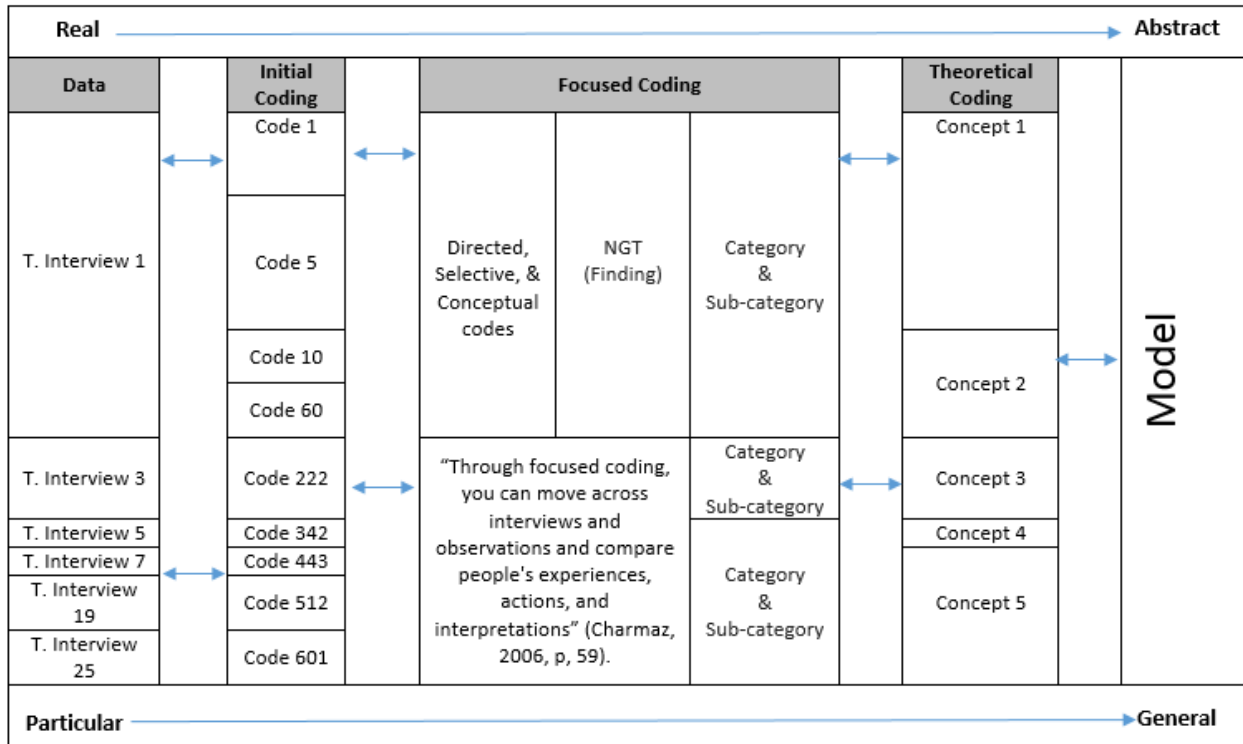 Real
Abstract
Data
Initial
Coding
Focused Coding
Theoretical
Coding
T. Interview 1
Code 1
Code 5
Code 10
Code 60
Directed,
Selective, &
Conceptual
codes
NGT
(Finding)
Category
&
Sub-category
Concept 1
Concept 2
Model
T. Interview 3
Code 222
"Through focused coding,
you can move across
interviews and
observations and compare
people's experiences,
actions, and
interpretations" (Charmaz,
2006, p, 59).
Category
&
Sub-category
Concept 3
T. Interview 5
Code 342
Concept 4
T. Interview 7
Code 443
T. Interview
19
Code 512
Category
&
Sub-category
Concept 5
T. Interview
25
Code 601
Particular
General